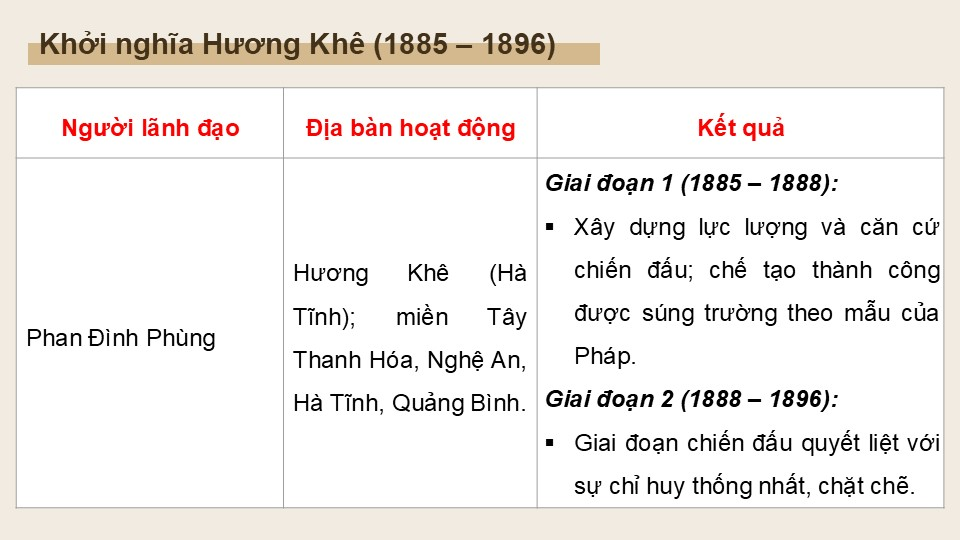 Khởi nghĩa Hương Khê (1885 – 1896)
Người lãnh đạo
Địa bàn hoạt động
Kết quả
Phan Đình Phùng
Hương Khê (Hà
Tĩnh); miền Tây
Thanh Hóa, Nghệ An,
Hà Tĩnh, Quảng Bình.
Giai đoạn 1 (1885 – 1888):
▪ Xây dựng lực lượng và căn cứ
chiến đấu; chế tạo thành công
được súng trường theo mẫu của
Pháp.
Giai đoạn 2 (1888 – 1896):
▪ Giai đoạn chiến đấu quyết liệt với
sự chỉ huy thống nhất, chặt chẽ.